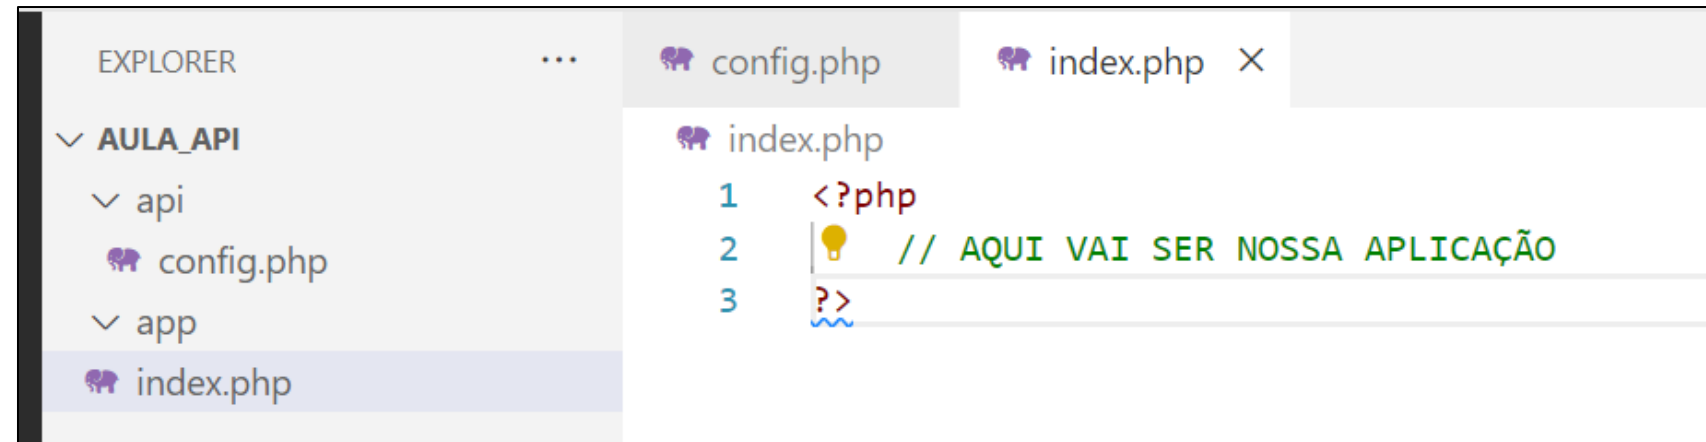 EXPLORER ...
AULA_API
api
config.php
app
index.php
config.php index.php
index.php
1 <?php
2 // AQUI VAI SER NOSSA APLICAÇÃO
3 ?>